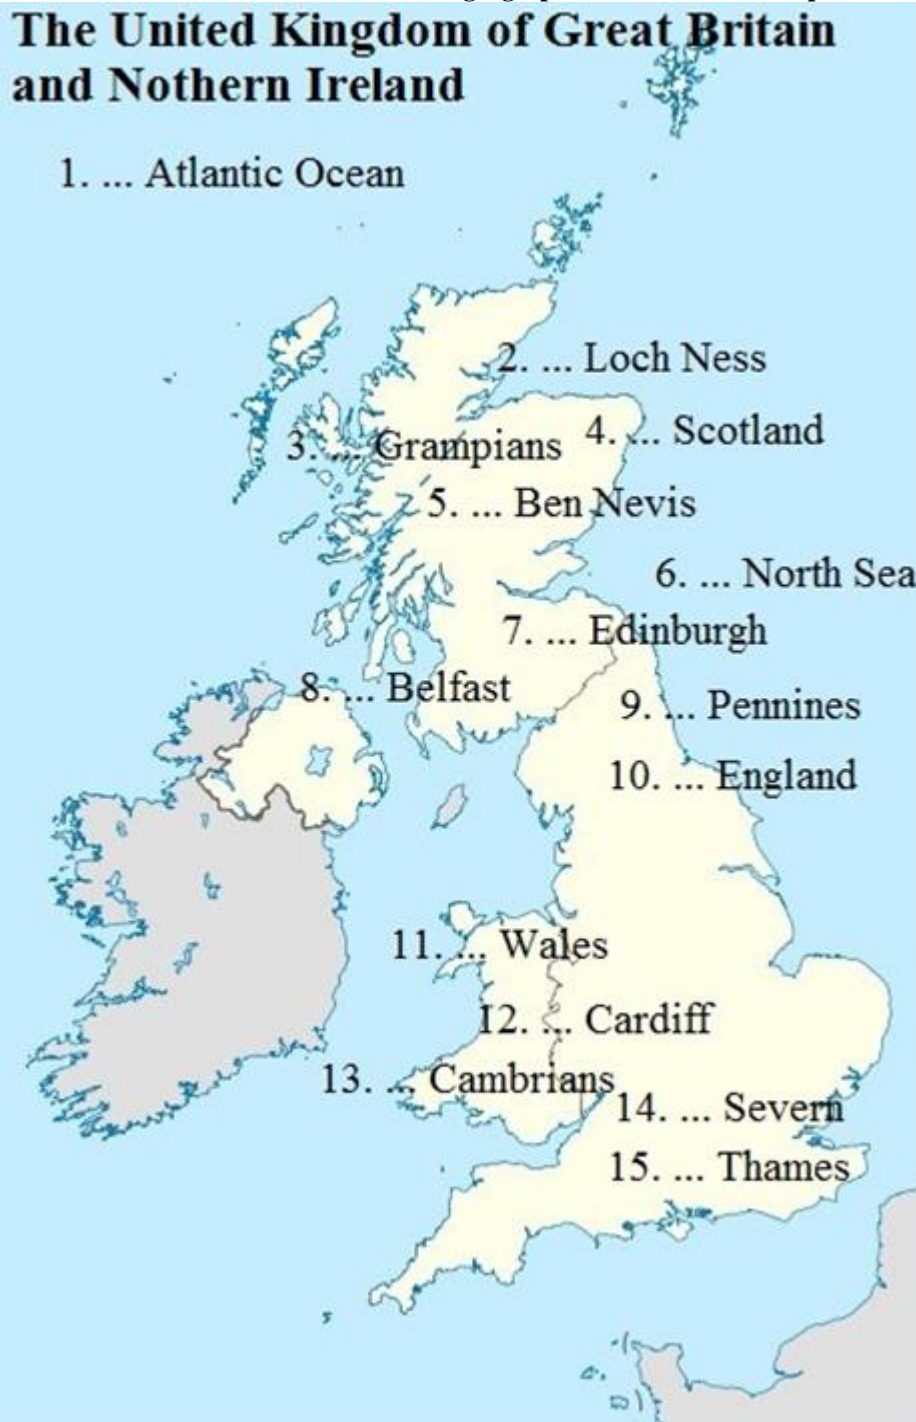 The United Kingdom of Great Britain
and Nothern Ireland
1. ... Atlantic Ocean
2. ... Loch Ness
3. ... Grampians
4. ... Scotland
5. ... Ben Nevis
6. ... North Sea
7. ... Edinburgh
8. ... Belfast
9. ... Pennines
10. ... England
11. ... Wales
12. ... Cardiff
13. ... Cambrians
14. ... Severn
15. ... Thames